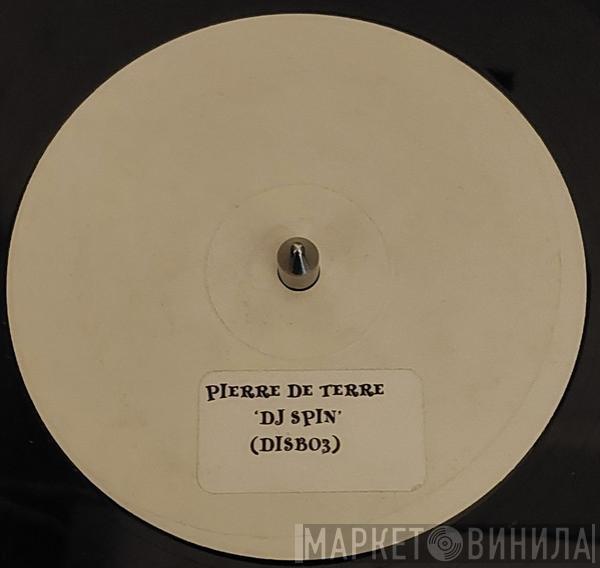 PIERRE DE TERRE
'DJ SPIN'
(DISB03)
МАРКЕТ ВИНИЛА